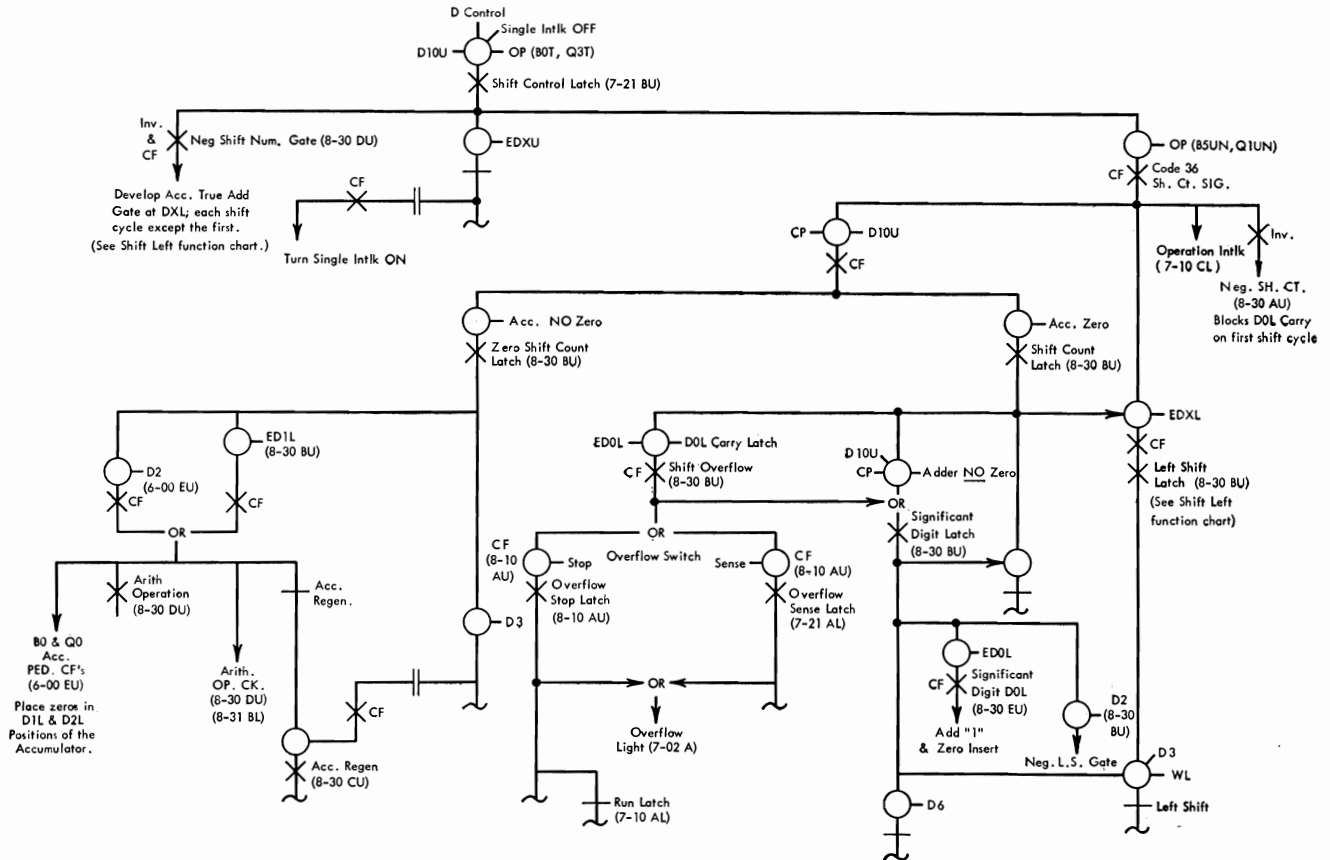 D Control
Single Intlk OFF
D10U
OP (B0T, Q3T)
Shift Control Latch (7-21 BU)
Inv.
&
CF
Neg Shift Num. Gate (8-30 DU)
EDXU
OP (B5UN, Q1UN)
CF
Code 36
Sh. Ct. SIG.
Develop Acc. True Add
Gate at DXL; each shift
cycle except the first.
(See Shift Left function chart.)
CF
Turn Single Intlk ON
CP
D10U
CF
Operation Intlk
(7-10 CL)
Inv.
Neg. SH. CT.
(8-30 AU)
Blocks D0L Carry
on first shift cycle
Acc. NO Zero
Zero Shift Count
Latch (8-30 BU)
Acc. Zero
Shift Count
Latch (8-30 BU)
ED1L
(8-30 BU)
D2
(6-00 EU)
CF
CF
OR
ED0L
D0L Carry Latch
CF
Shift Overflow
(8-30 BU)
D10U
CP
Adder NO Zero
OR
Significant
Digit Latch
(8-30 BU)
EDXL
CF
Left Shift
Latch (8-30 BU)
(See Shift Left
function chart)
OR
Overflow Switch
CF
(8-10
AU)
Stop
Overflow
Stop Latch
(8-10 AU)
Sense
CF
(8-10 AU)
Overflow
Sense Latch
(7-21 AL)
Arith
Operation
(8-30 DU)
Acc.
Regen.
D3
B0 & Q0
Acc.
PED. CF's
(6-00 EU)
Place zeros in
D1L & D2L
Positions of the
Accumulator.
Arith.
OP. CK.
(8-30 DU)
(8-31 BL)
CF
Acc. Regen
(8-30 CU)
OR
Overflow
Light (7-02 A)
Run Latch
(7-10 AL)
ED0L
CF
Significant
Digit D0L
(8-30 EU)
Add "1"
& Zero Insert
D2
(8-30
BU)
Neg. L.S. Gate
D6
D3
WL
Left Shift